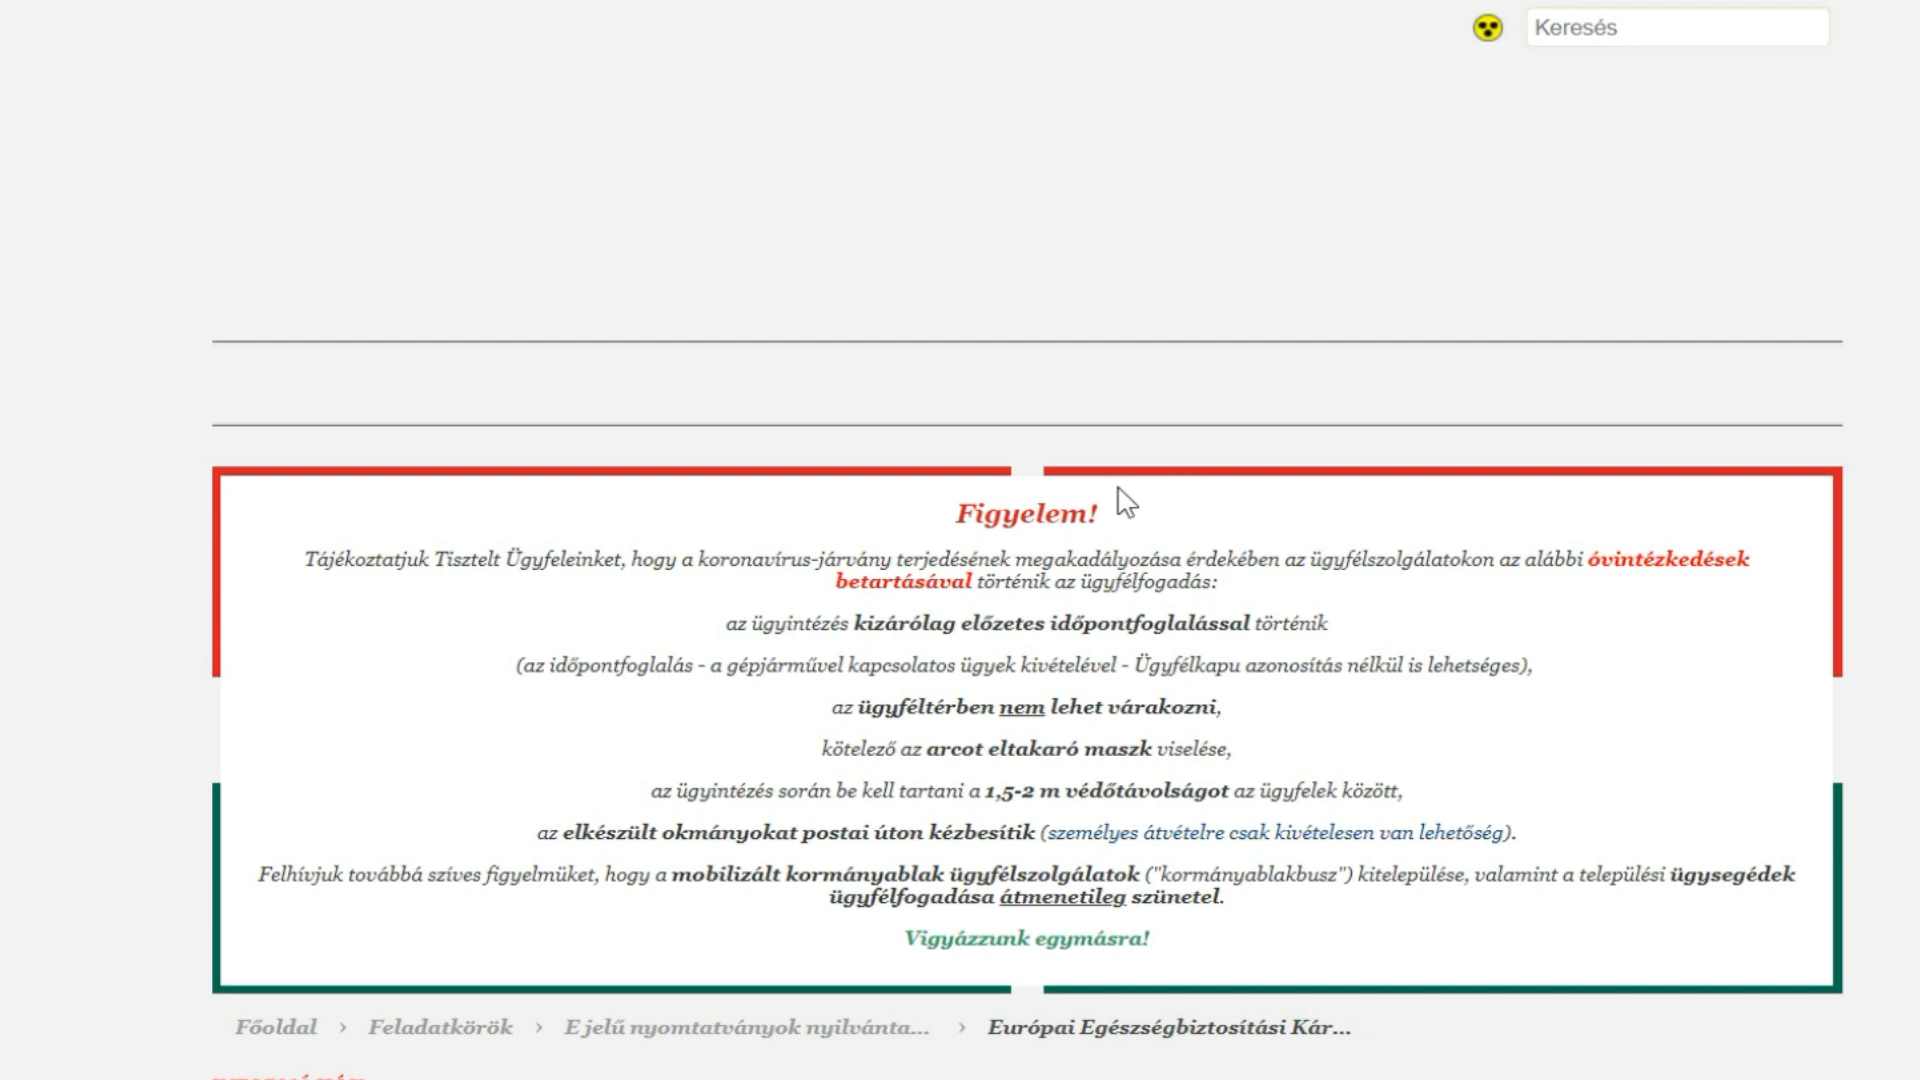 Keresés
Figyelem!
Tájékoztatjuk Tisztelt Ügyfeleinket, hogy a koronavírus-járvány terjedésének megakadályozása érdekében az ügyfélszolgálatokon az alábbi óvintézkedések
betartásával történik az ügyfélfogadás:
az ügyintézés kizárólag előzetes időpontfoglalással történik
(az időpontfoglalás - a gépjárművel kapcsolatos ügyek kivételével - Ügyfélkapu azonosítás nélkül is lehetséges),
az ügyféltérben nem lehet várakozni,
kötelező az arcot eltakaró maszk viselése,
az ügyintézés során be kell tartani a 1,5-2 m védőtávolságot az ügyfelek között,
az elkészült okmányokat postai úton kézbesítik (személyes átvételre csak kivételesen van lehetőség).
Felhívjuk továbbá szíves figyelmüket, hogy a mobilizált kormányablak ügyfélszolgálatok ("kormányablakbusz") kitelepülése, valamint a települési ügysegédek
ügyfélfogadása átmenetileg szünetel.
Vigyázzunk egymásra!
Főoldal › Feladatkörök › E jelű nyomtatványok nyilvánta... › Európai Egészségbiztosítási Kár...